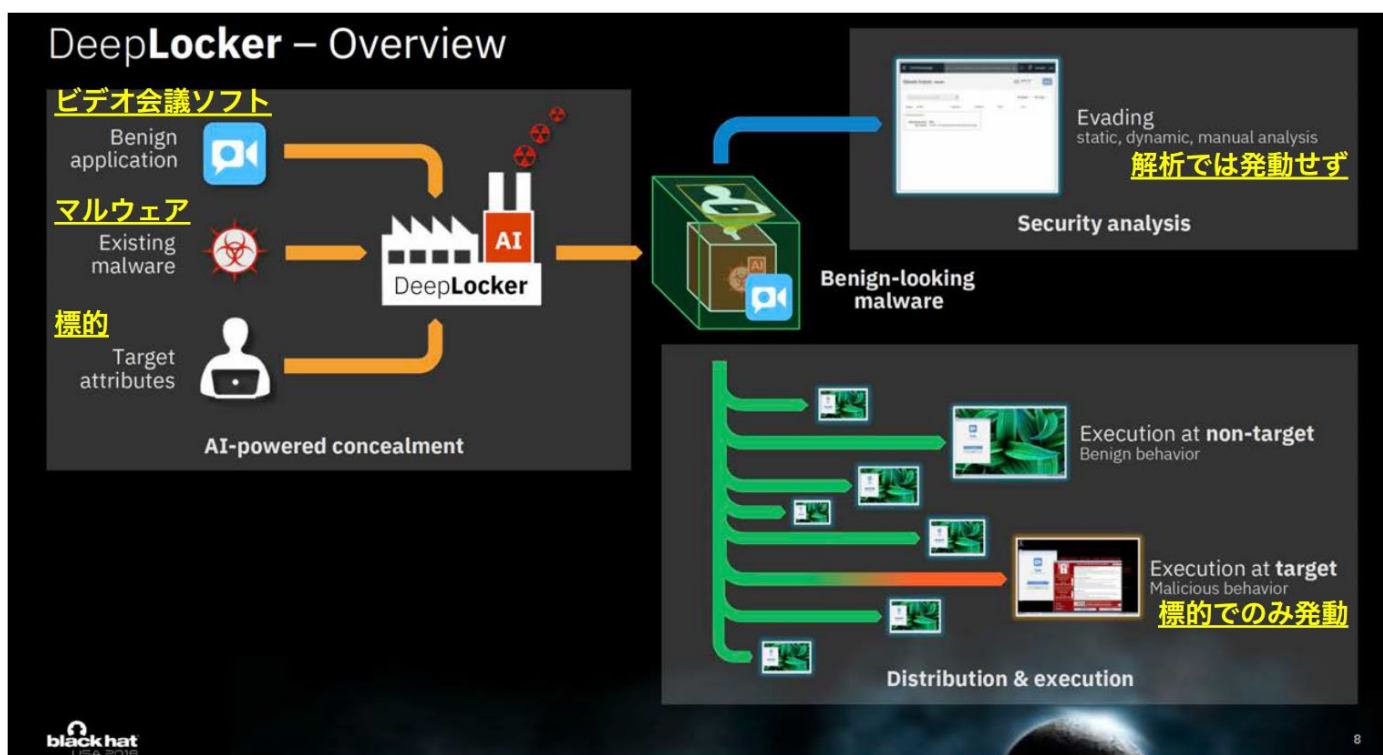 DeepLocker – Overview
ビデオ会議ソフト
Benign
application
マルウェア
Existing
malware
標的
Target
attributes
AI
DeepLocker
AI-powered concealment
AI
Benign-looking
malware
Evading
static, dynamic, manual analysis
解析では発動せず
Security analysis
Execution at non-target
Benign behavior
Execution at target
Malicious behavior
標的でのみ発動
Distribution & execution
black hat
USA 2018
8